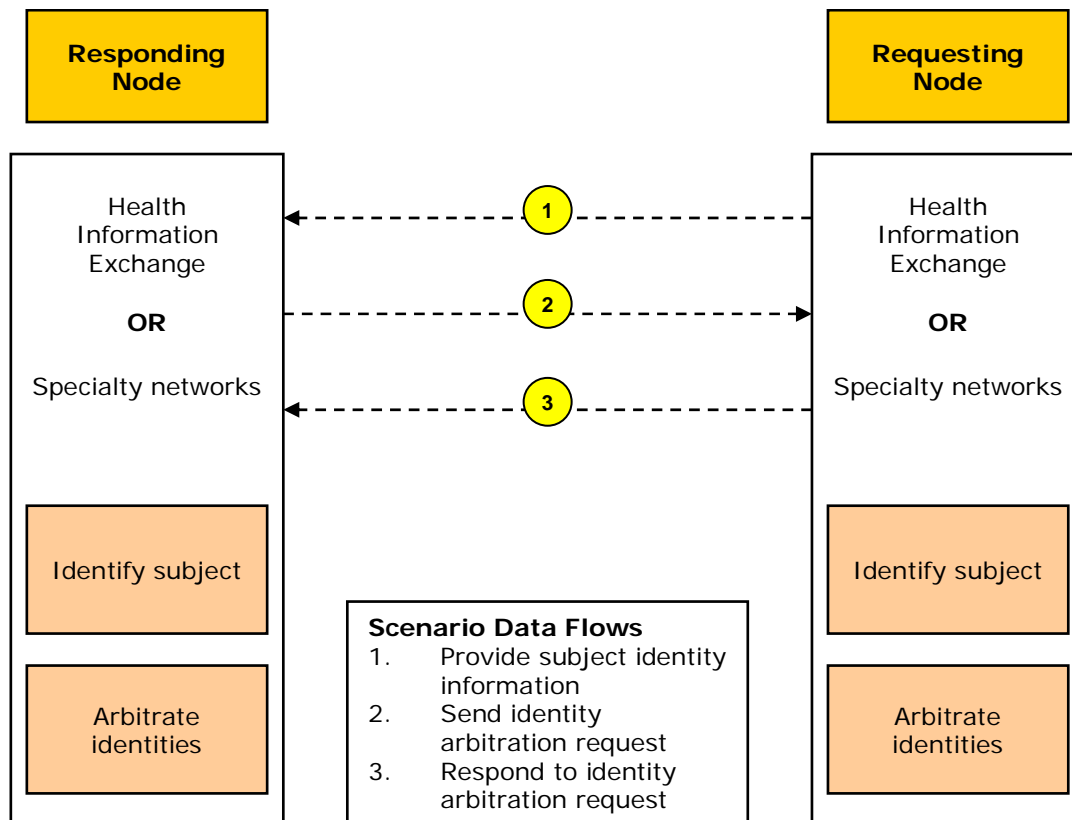 Responding
Node
Requesting
Node
Health
Information
Exchange
OR
Specialty networks
Identify subject
Arbitrate
identities
1
2
3
Health
Information
Exchange
OR
Specialty networks
Identify subject
Arbitrate
identities
Scenario Data Flows
1. Provide subject identity
information
2. Send identity
arbitration request
3. Respond to identity
arbitration request